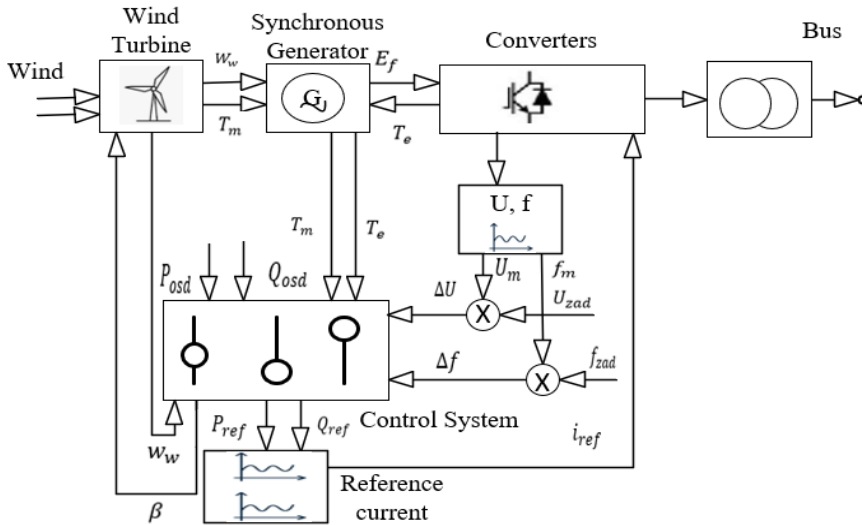 Wind
Turbine
Synchronous
Generator
Converters
Bus
Wind
w_w
E_f
G
T_m
T_e
U, f
T_m
T_e
U_m
f_m
P_osd
Q_osd
ΔU
U_zad
X
Δf
f_zad
X
P_ref
Q_ref
Control System
i_ref
w_w
β
Reference
current